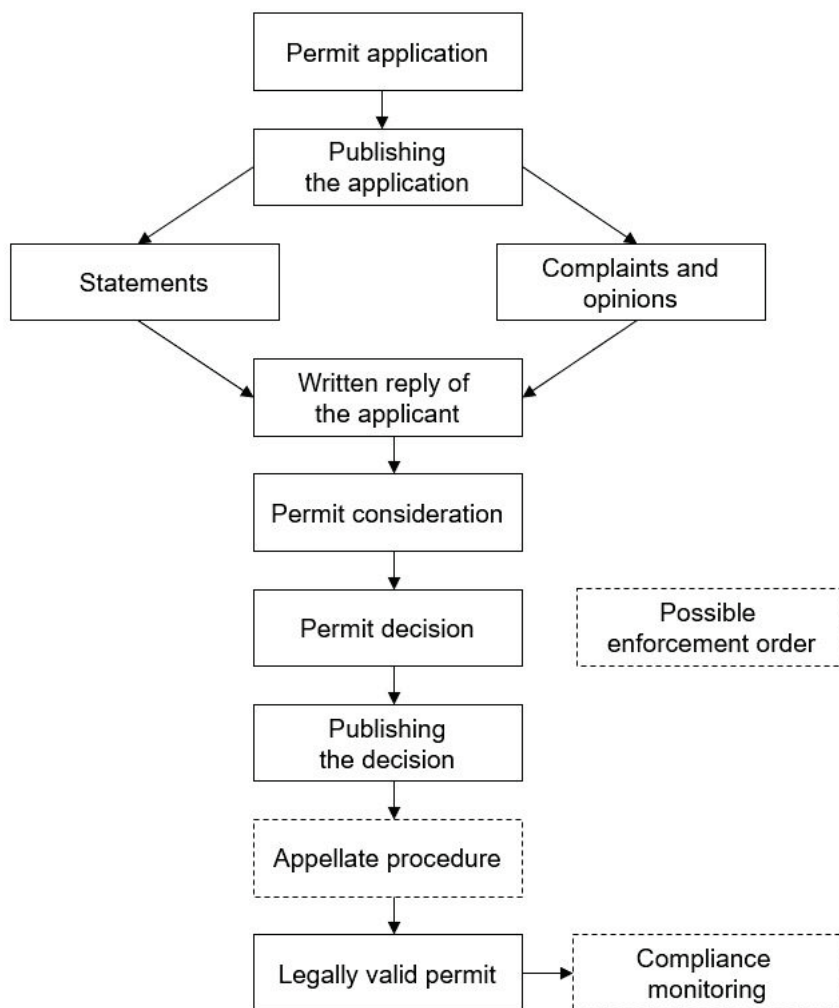 Permit application
Publishing
the application
Statements
Complaints and
opinions
Written reply of
the applicant
Permit consideration
Permit decision
Possible
enforcement order
Publishing
the decision
Appellate procedure
Legally valid permit
Compliance
monitoring